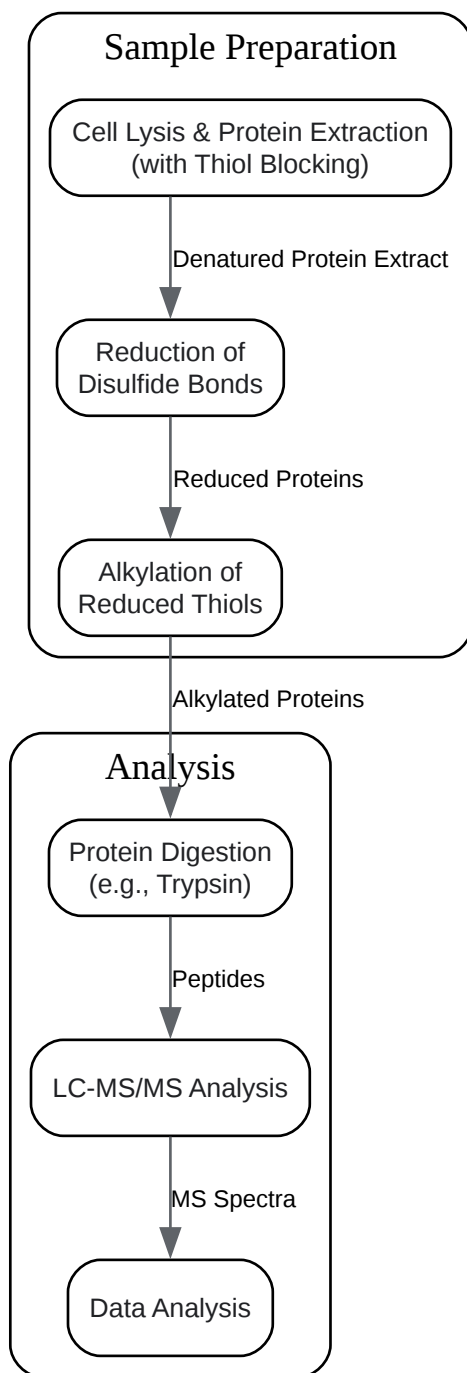 Sample Preparation
Cell Lysis & Protein Extraction
(with Thiol Blocking)
Denatured Protein Extract
Reduction of
Disulfide Bonds
Reduced Proteins
Alkylation of
Reduced Thiols
Alkylated Proteins
Analysis
Protein Digestion
(e.g., Trypsin)
Peptides
LC-MS/MS Analysis
MS Spectra
Data Analysis